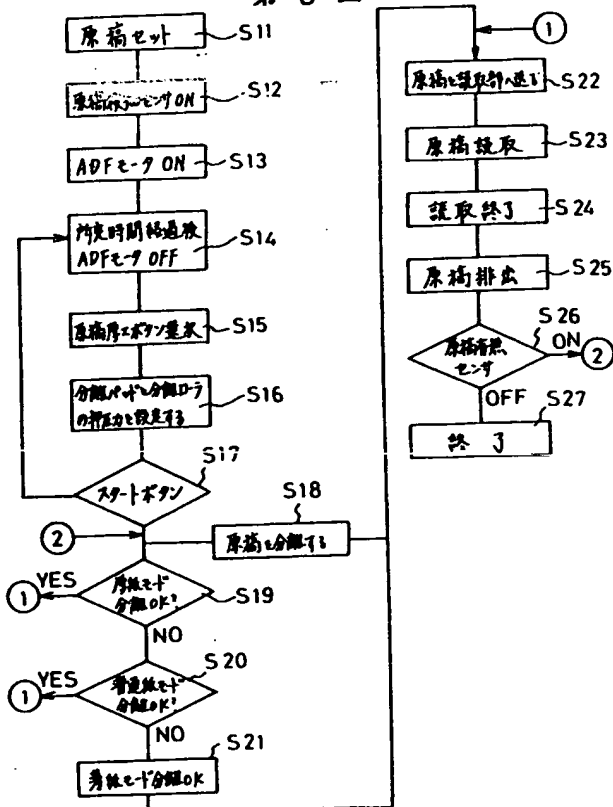 原稿セット
S11
センサON
S12
ADFモータ ON
S13
所定時間経過後
ADFモータ OFF
S14
原稿厚エボタン要求
S15
分離パッドと分離ローラ
の押圧力を設定する
S16
S17
スタートボタン
②
S18
原稿を分離する
厚紙モード
分離OK?
S19
YES
①
NO
普通紙モード
分離OK?
S20
YES
①
NO
S21
薄紙モード分離OK
①
原稿を読取部へ送る
S22
原稿読取
S23
読取終了
S24
原稿排出
S25
S26
原稿有無
センサ
ON
②
OFF
S27
終了